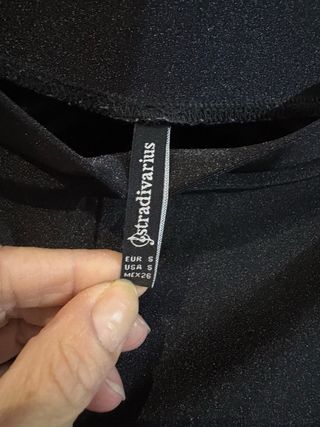 stradivarius
EUR S
USA S
MEX 26